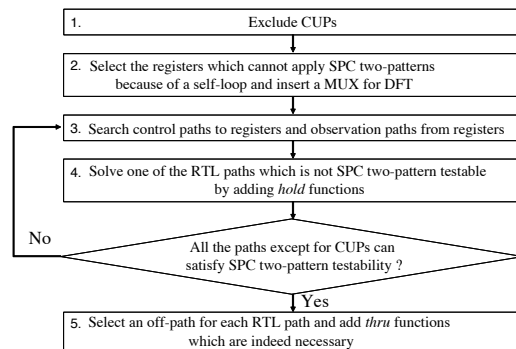 1. Exclude CUPs
2. Select the registers which cannot apply SPC two-patterns
because of a self-loop and insert a MUX for DFT
3. Search control paths to registers and observation paths from registers
4. Solve one of the RTL paths which is not SPC two-pattern testable
by adding hold functions
No
All the paths except for CUPs can
satisfy SPC two-pattern testability ?
Yes
5. Select an off-path for each RTL path and add thru functions
which are indeed necessary